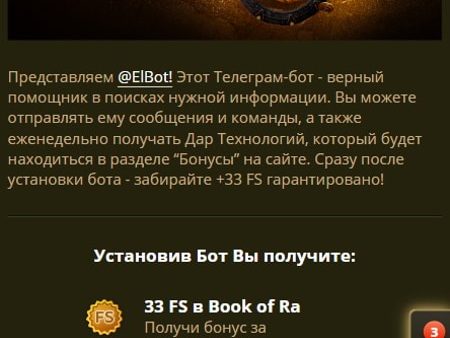 Представляем @ElBot! Этот Телеграм-бот - верный
помощник в поисках нужной информации. Вы можете
отправлять ему сообщения и команды, а также
еженедельно получать Дар Технологий, который будет
находиться в разделе “Бонусы” на сайте. Сразу после
установки бота - забирайте +33 FS гарантировано!
Установив Бот Вы получите:
FS
33 FS в Book of Ra
Получи бонус за
3